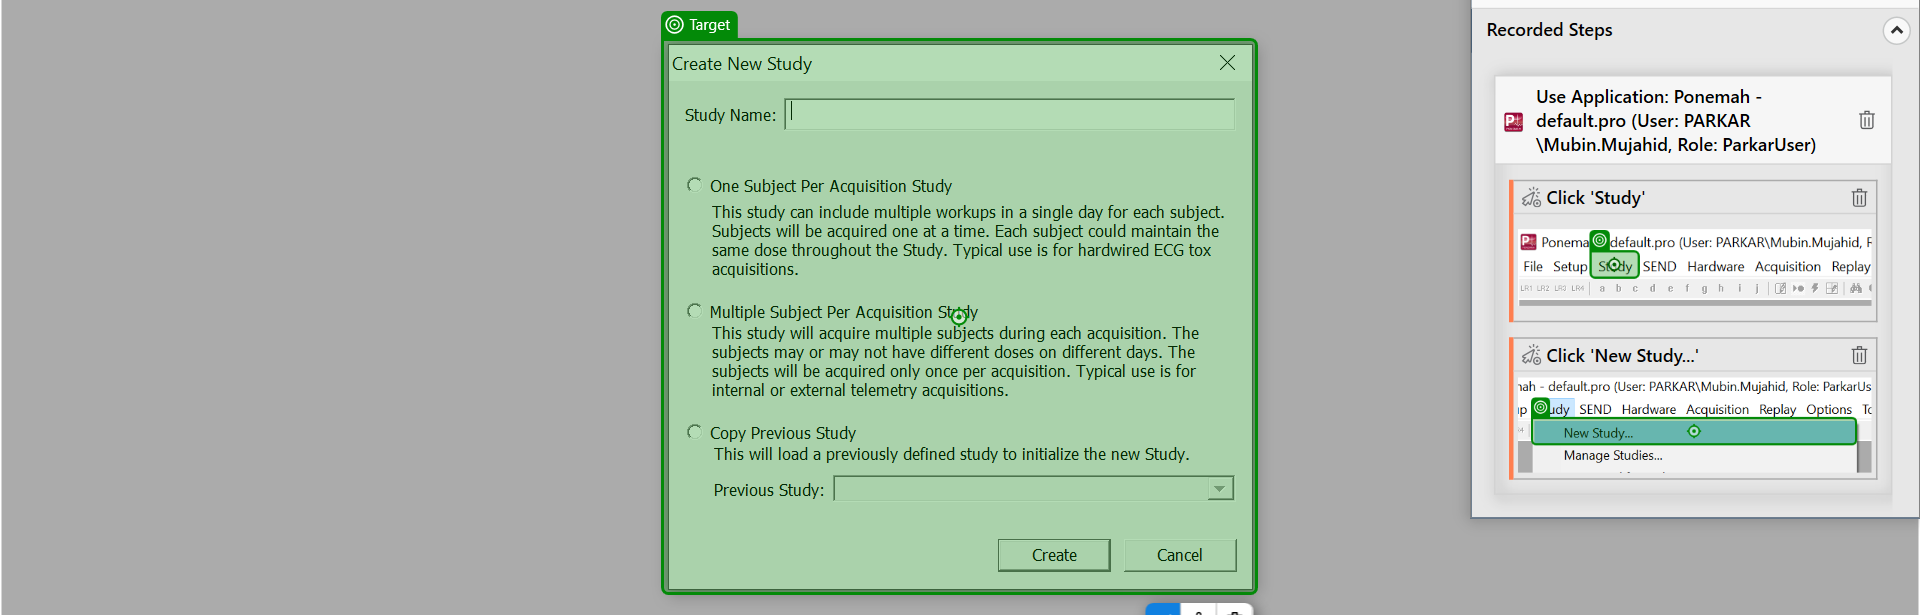 Target
Create New Study
Study Name:
One Subject Per Acquisition Study
This study can include multiple workups in a single day for each subject.
Subjects will be acquired one at a time. Each subject could maintain the
same dose throughout the Study. Typical use is for hardwired ECG tox
acquisitions.
Multiple Subject Per Acquisition Study
This study will acquire multiple subjects during each acquisition. The
subjects may or may not have different doses on different days. The
subjects will be acquired only once per acquisition. Typical use is for
internal or external telemetry acquisitions.
Copy Previous Study
This will load a previously defined study to initialize the new Study.
Previous Study:
Create Cancel
Recorded Steps
Use Application: Ponemah -
default.pro (User: PARKAR
\Mubin.Mujahid, Role: ParkarUser)
Click 'Study'
Ponema default.pro (User: PARKAR\Mubin.Mujahid,
File Setup Study SEND Hardware Acquisition Replay
LR1 LR2 LR3 LR4 a b c d e f g h i j
Click 'New Study...'
nah - default.pro (User: PARKAR\Mubin.Mujahid, Role: ParkarUs
udy SEND Hardware Acquisition Replay Options
New Study...
Manage Studies...